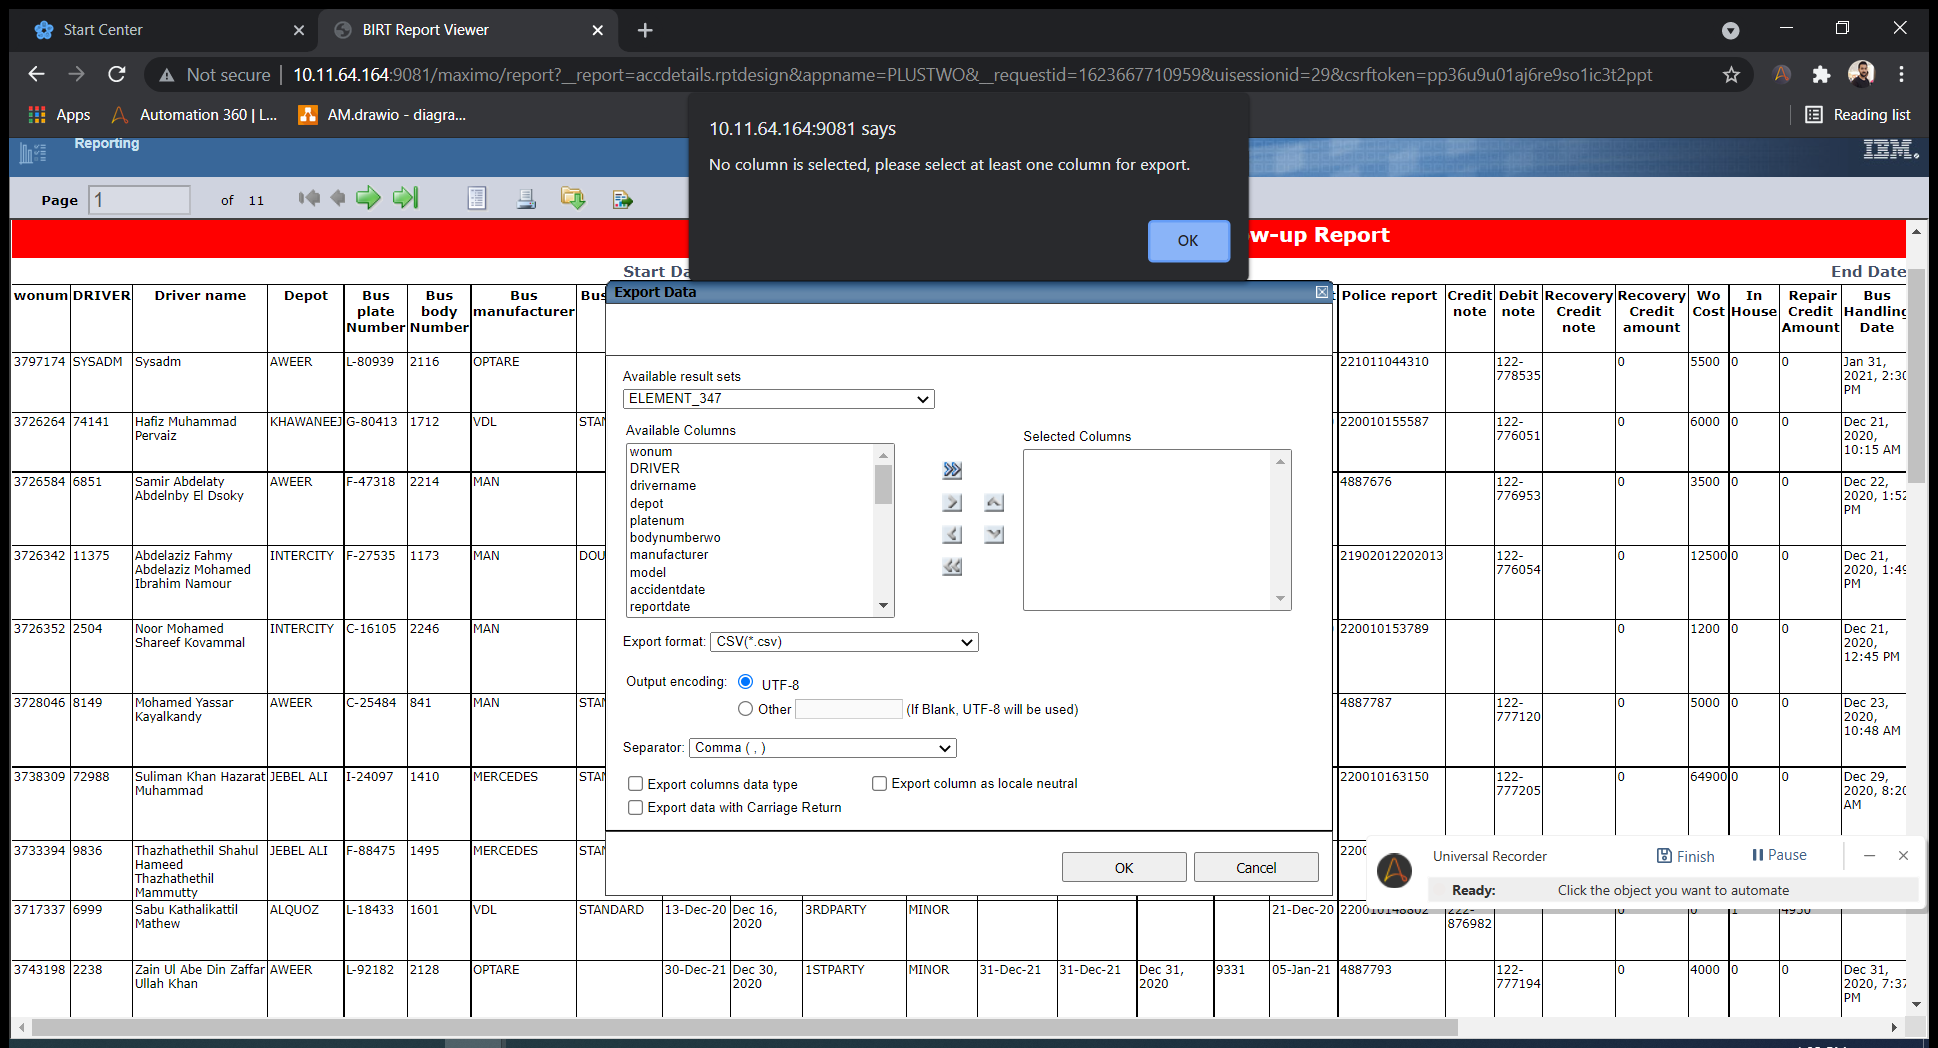 Start Center
BIRT Report Viewer
Not secure
10.11.64.164:9081/maximo/report?__report=accdetails.rptdesign&appname=PLUSTWO&__requestid=1623667710959&uisessionid=29&csrftoken=pp36u9u01aj6re9so1ic3t2ppt
Apps
Automation 360 | L...
AM.drawio - diagra...
Reading list
10.11.64.164:9081 says
No column is selected, please select at least one column for export.
OK
Reporting
IBM.
Page 1 of 11
w-up Report
Start Da
End Date
wonum DRIVER Driver name Depot Bus plate Number Bus body Number Bus manufacturer Bus Police report Credit note Debit note Recovery Credit note Recovery Credit amount Wo Cost In House Repair Credit Amount Bus Handling Date
3797174 SYSADM Sysadm AWEER L-80939 2116 OPTARE 221011044310 122-778535 0 5500 0 0 Jan 31, 2021, 2:30 PM
3726264 74141 Hafiz Muhammad Pervaiz KHAWANEEJ G-80413 1712 VDL STAN 220010155587 122-776051 0 6000 0 0 Dec 21, 2020, 10:15 AM
3726584 6851 Samir Abdelaty Abdelnby El Dsoky AWEER F-47318 2214 MAN 4887676 122-776953 0 3500 0 0 Dec 22, 2020, 1:52 PM
3726342 11375 Abdelaziz Fahmy Abdelaziz Mohamed Ibrahim Namour INTERCITY F-27535 1173 MAN DOU 21902012202013 122-776054 0 12500 0 0 Dec 21, 2020, 1:49 PM
3726352 2504 Noor Mohamed Shareef Kovammal INTERCITY C-16105 2246 MAN 220010153789 0 1200 0 0 Dec 21, 2020, 12:45 PM
3728046 8149 Mohamed Yassar Kayalkandy AWEER C-25484 841 MAN STAN 4887787 122-777120 0 5000 0 0 Dec 23, 2020, 10:48 AM
3738309 72988 Suliman Khan Hazarat Muhammad JEBEL ALI I-24097 1410 MERCEDES STAN 220010163150 122-777205 0 64900 0 0 Dec 29, 2020, 8:20 AM
3733394 9836 Thazhathethil Shahul Hameed Thazhathethil Mammutty JEBEL ALI F-88475 1495 MERCEDES STAN 2200
3717337 6999 Sabu Kathalikattil Mathew ALQUOZ L-18433 1601 VDL STANDARD 13-Dec-20 Dec 16, 2020 3RDPARTY MINOR 21-Dec-20 220010148802 222-876982 0 0 1 4950
3743198 2238 Zain Ul Abe Din Zaffar Ullah Khan AWEER L-92182 2128 OPTARE 30-Dec-21 Dec 30, 2020 1STPARTY MINOR 31-Dec-21 31-Dec-21 Dec 31, 2020 9331 05-Jan-21 4887793 122-777194 0 4000 0 0 Dec 31, 2020, 7:37 PM
Export Data
Available result sets
ELEMENT_347
Available Columns
wonum
DRIVER
drivername
depot
platenum
bodynumberwo
manufacturer
model
accidentdate
reportdate
Selected Columns
Export format: CSV(*.csv)
Output encoding: UTF-8
Other (If Blank, UTF-8 will be used)
Separator: Comma ( , )
Export columns data type
Export column as locale neutral
Export data with Carriage Return
OK
Cancel
Universal Recorder
Finish
Pause
Ready: Click the object you want to automate